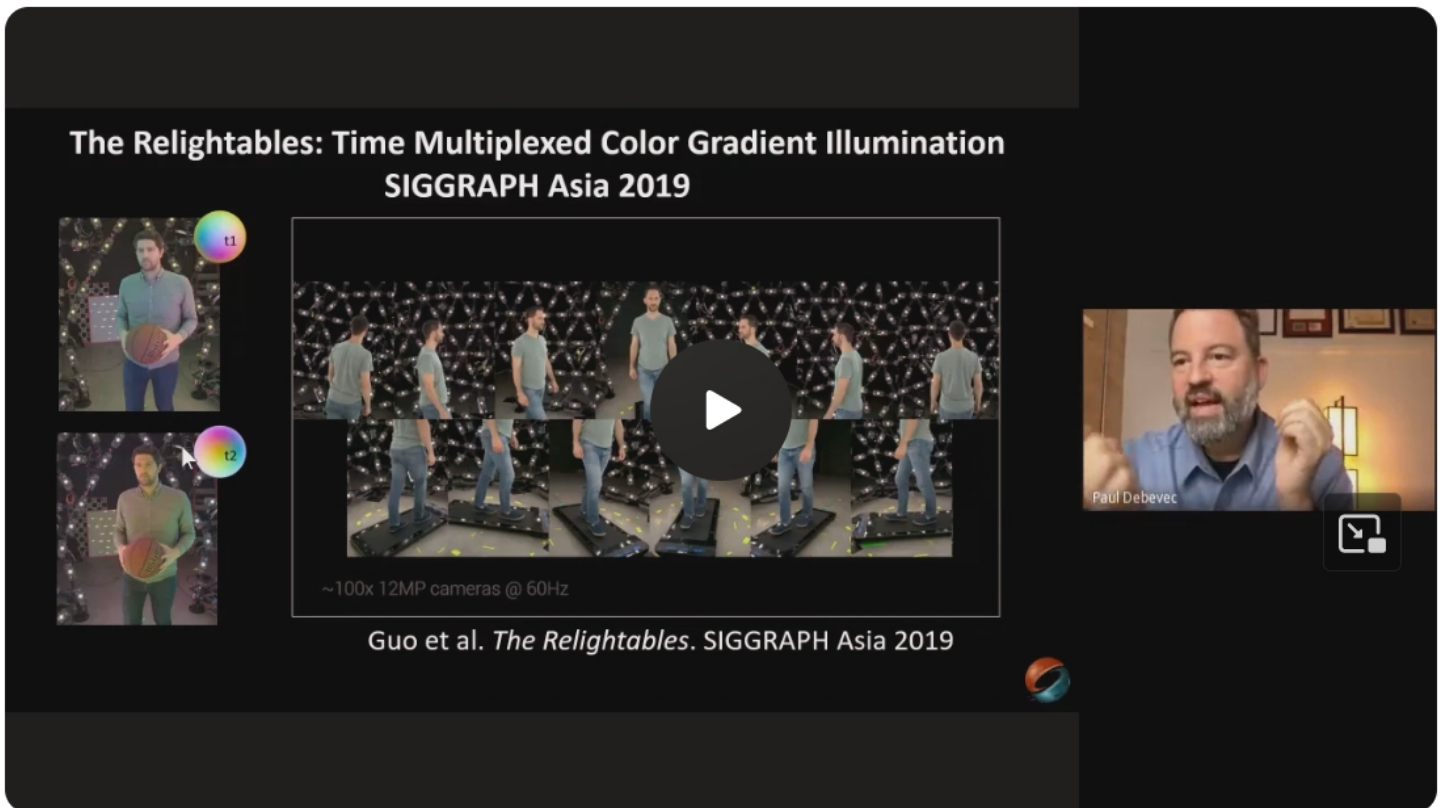 The Relightables: Time Multiplexed Color Gradient Illumination
SIGGRAPH Asia 2019
t1
t2
~100x 12MP cameras @ 60Hz
Guo et al. The Relightables. SIGGRAPH Asia 2019
Paul Debevec